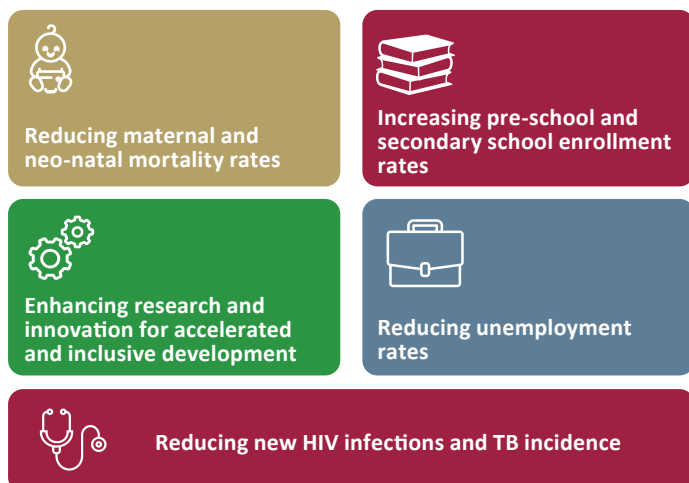 Reducing maternal and
neo-natal mortality rates
Increasing pre-school and
secondary school enrollment
rates
Enhancing research and
innovation for accelerated
and inclusive development
Reducing unemployment
rates
Reducing new HIV infections and TB incidence